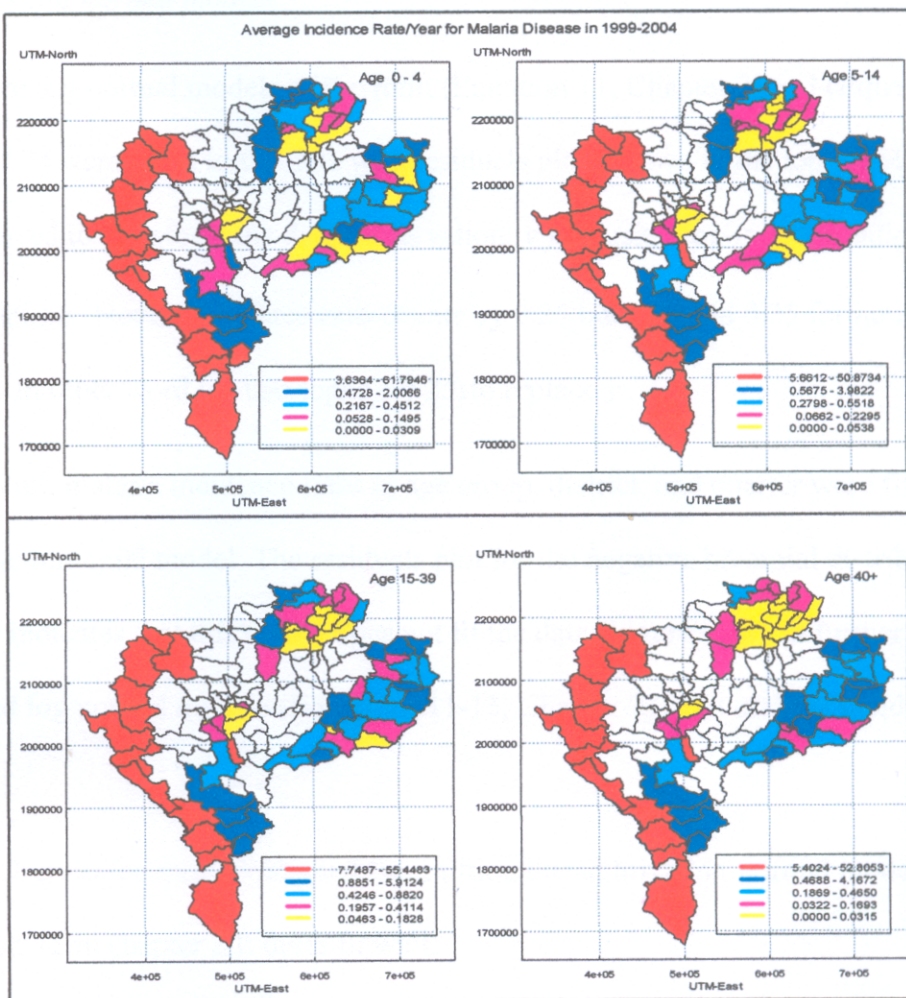 Average Incidence Rate/Year for Malaria Disease in 1999-2004
UTM-North
Age 0 - 4
2200000
2100000
2000000
1900000
1800000
1700000
3.6364 - 61.7946
0.4728 - 2.0066
0.2167 - 0.4512
0.0528 - 0.1495
0.0000 - 0.0309
4e+05 5e+05 6e+05 7e+05
UTM-East
UTM-North
Age 5-14
2200000
2100000
2000000
1900000
1800000
1700000
5.6612 - 50.8734
0.5675 - 3.9822
0.2798 - 0.5518
0.0662 - 0.2295
0.0000 - 0.0538
4e+05 5e+05 6e+05 7e+05
UTM-East
UTM-North
Age 15-39
2200000
2100000
2000000
1900000
1800000
1700000
7.7487 - 55.4483
0.8851 - 5.9124
0.4246 - 0.8820
0.1957 - 0.4114
0.0463 - 0.1828
4e+05 5e+05 6e+05 7e+05
UTM-East
UTM-North
Age 40+
2200000
2100000
2000000
1900000
1800000
1700000
5.4024 - 52.8053
0.4688 - 4.1672
0.1869 - 0.4650
0.0322 - 0.1693
0.0000 - 0.0315
4e+05 5e+05 6e+05 7e+05
UTM-East